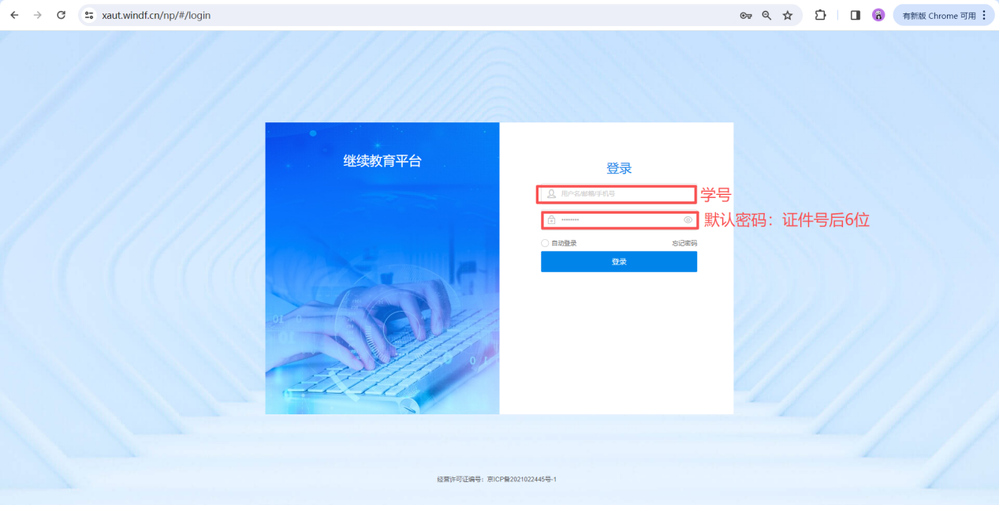 xaut.windf.cn/np/#/login
有新版 Chrome 可用
继续教育平台
登录
用户名/邮箱/手机号
学号
默认密码：证件号后6位
自动登录
忘记密码
登录
经营许可证编号：京ICP备2021022445号-1